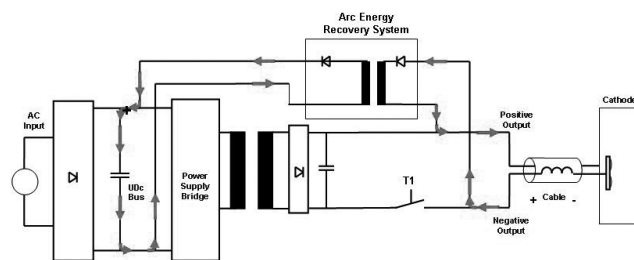 Arc Energy
Recovery System
AC
Input
+
UDc
Bus
Power
Supply
Bridge
T1
Positive
Output
Negative
Output
+ Cable -
Cathode